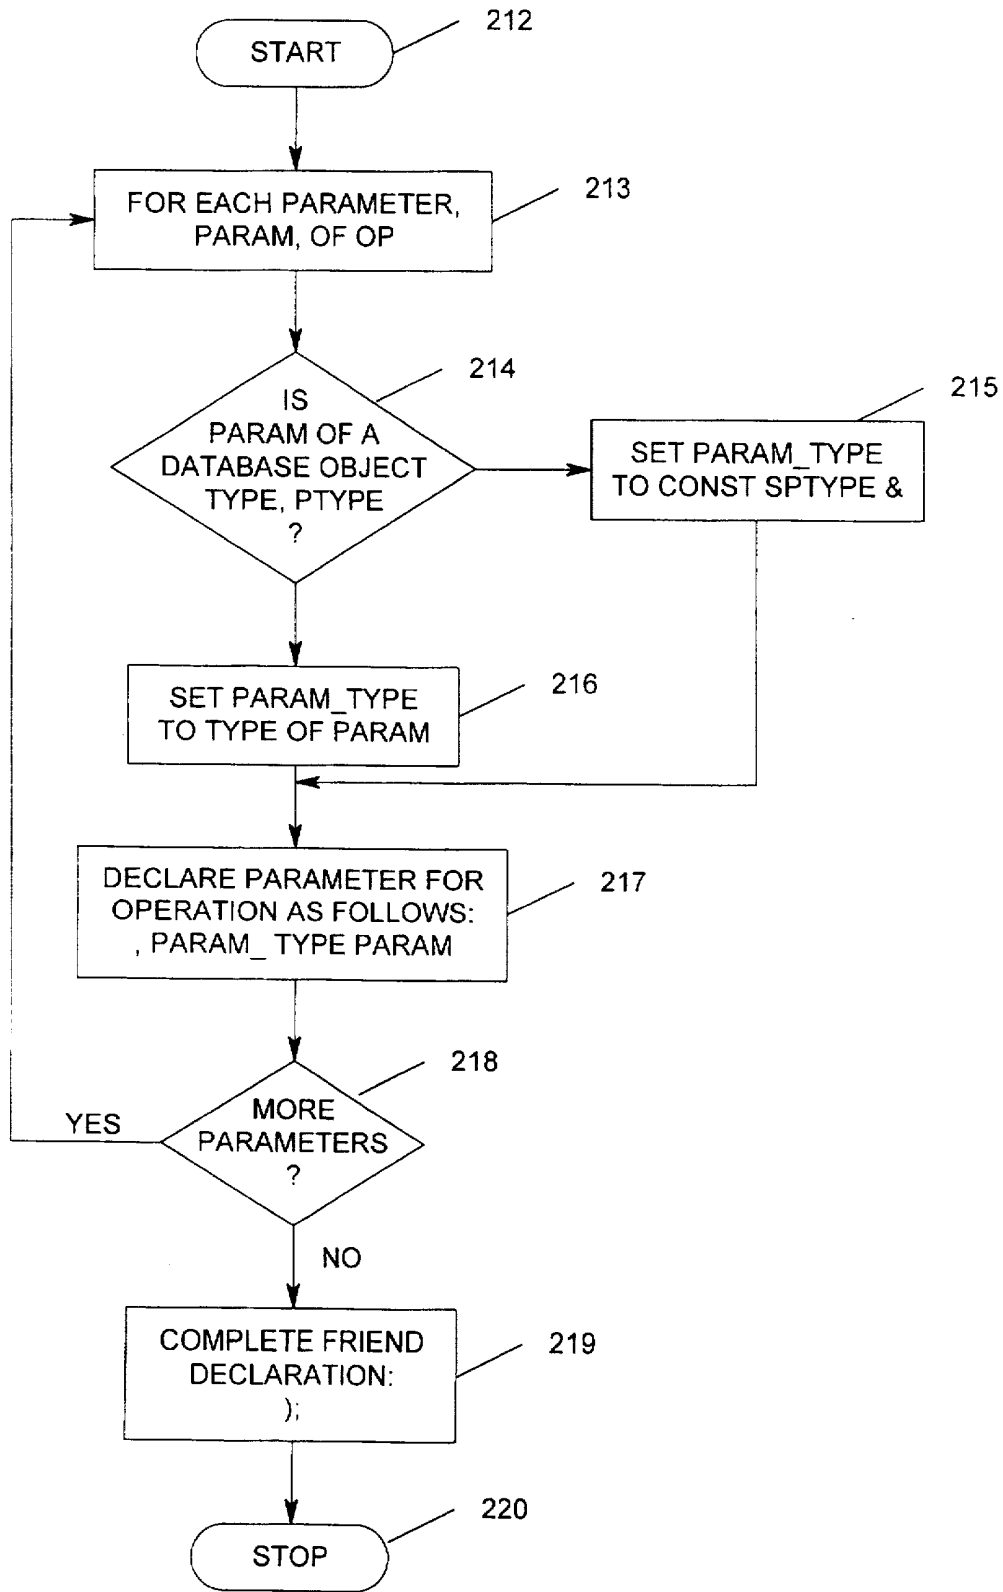 212
START
213
FOR EACH PARAMETER,
PARAM, OF OP
214
IS
PARAM OF A
DATABASE OBJECT
TYPE, PTYPE
?
215
SET PARAM_TYPE
TO CONST SPTYPE &
216
SET PARAM_TYPE
TO TYPE OF PARAM
217
DECLARE PARAMETER FOR
OPERATION AS FOLLOWS:
, PARAM_ TYPE PARAM
218
MORE
PARAMETERS
?
YES
NO
219
COMPLETE FRIEND
DECLARATION:
);
220
STOP